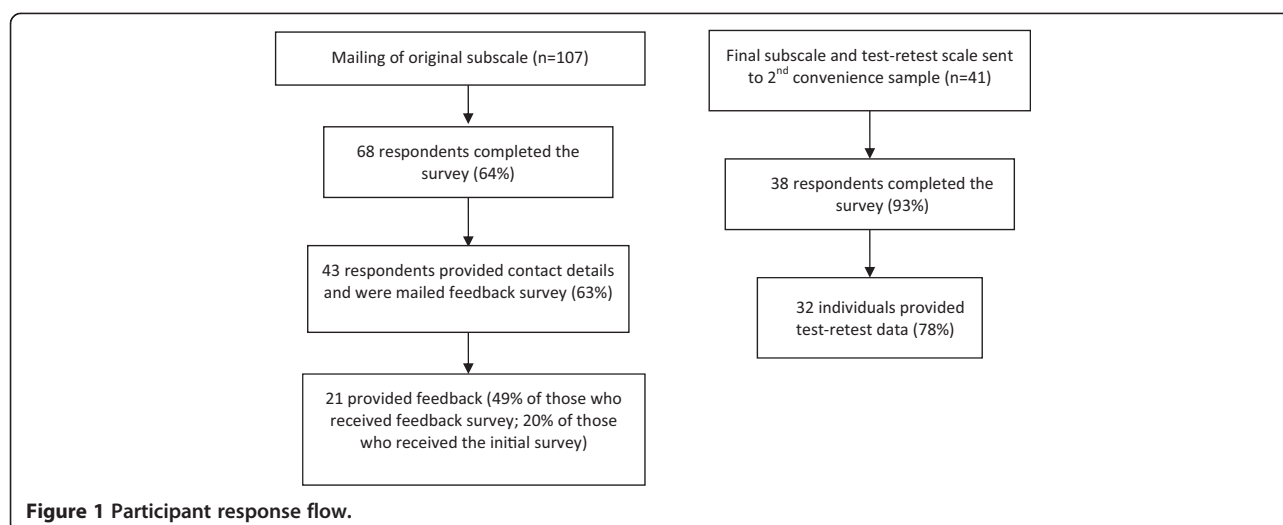 Mailing of original subscale (n=107)
68 respondents completed the
survey (64%)
43 respondents provided contact details
and were mailed feedback survey (63%)
21 provided feedback (49% of those who
received feedback survey; 20% of those
who received the initial survey)
Final subscale and test-retest scale sent
to 2nd convenience sample (n=41)
38 respondents completed the
survey (93%)
32 individuals provided
test-retest data (78%)
Figure 1 Participant response flow.